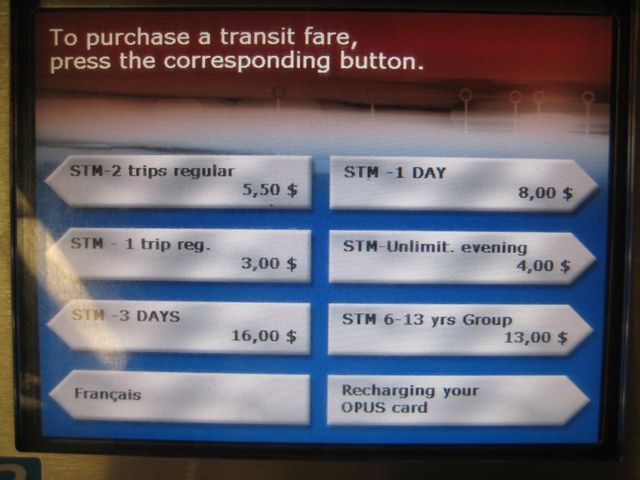 To purchase a transit fare,
press the corresponding button.
STM-2 trips regular
5,50 $
STM -1 DAY
8,00 $
STM - 1 trip reg.
3,00 $
STM-Unlimit. evening
4,00 $
STM -3 DAYS
16,00 $
STM 6-13 yrs Group
13,00 $
Français
Recharging your
OPUS card